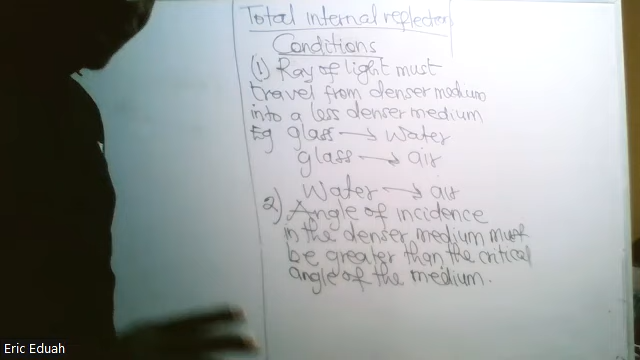 Total internal reflection
Conditions
(1) Ray of light must
travel from denser medium
into a less denser medium
Eg glass → water
glass → air
Water → air
2) Angle of incidence
in the denser medium must
be greater than the critical
angle of the medium.
Eric Eduah